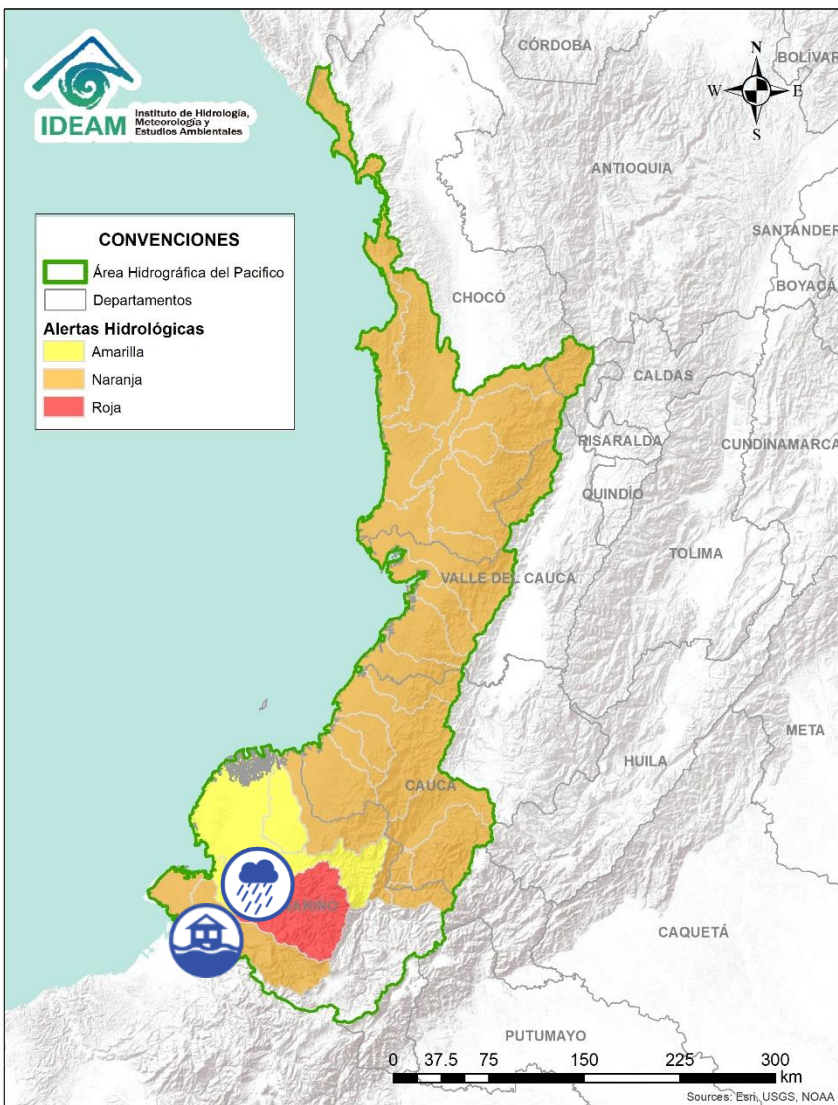 IDEAM
Instituto de Hidrología,
Meteorología y
Estudios Ambientales
N
W
E
S
CONVENCIONES
Área Hidrográfica del Pacifico
Departamentos
Alertas Hidrológicas
Amarilla
Naranja
Roja
CÓRDOBA
BOLÍVAR
ANTIOQUIA
SANTANDER
BOYACÁ
CHOCÓ
CALDAS
RISARALDA
CUNDINAMARCA
QUINDÍO
TOLIMA
VALLE DEL CAUCA
META
HUILA
CAUCA
CAQUETÁ
PUTUMAYO
0 37.5 75 150 225 300
km
Sources: Esri, USGS, NOAA